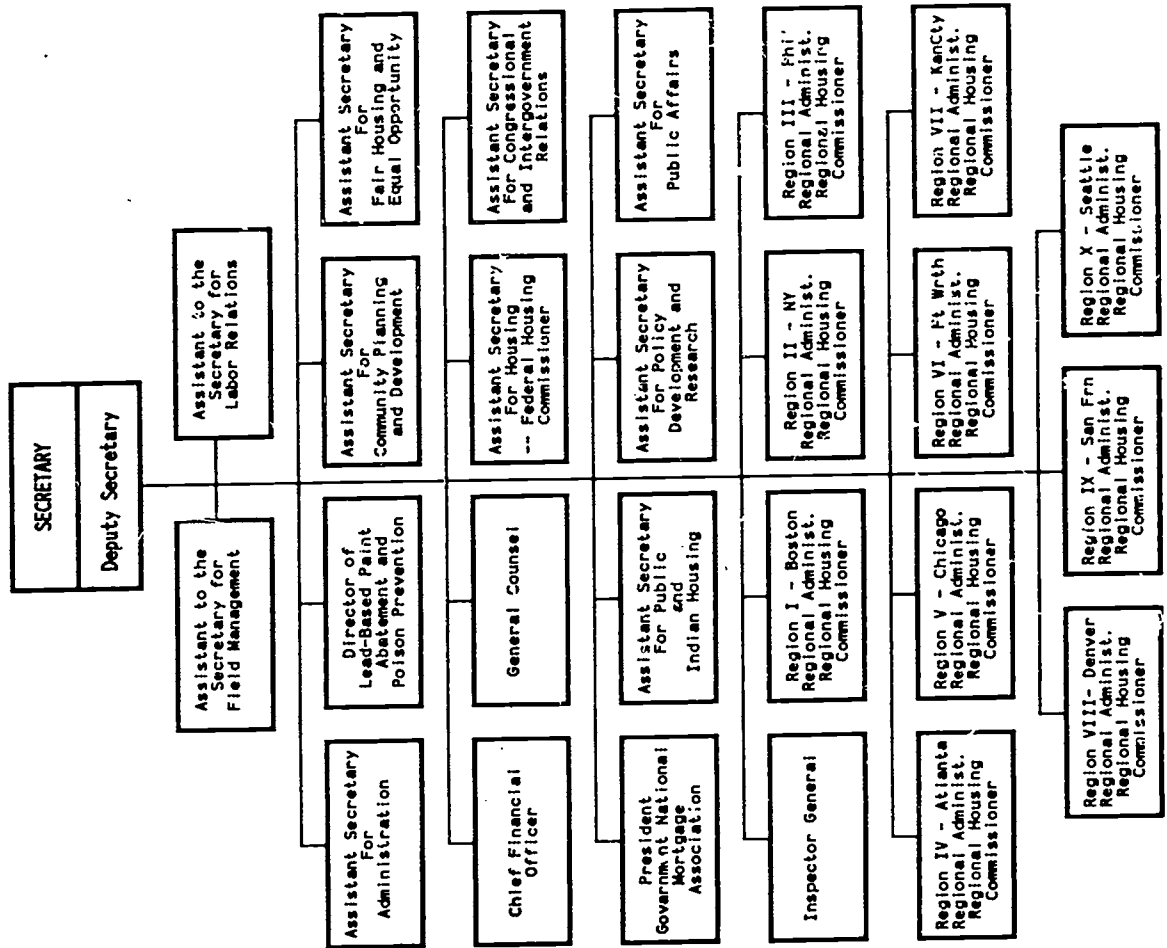 SECRETARY
Deputy Secretary
Assistant to the
Secretary for
Field Management
Assistant to the
Secretary for
Labor Relations
Assistant Secretary
For
Administration
Director of
Lead-Based Paint
Abatement and
Poison Prevention
Assistant Secretary
For
Community Planning
and Development
Assistant Secretary
For
Fair Housing and
Equal Opportunity
Chief Financial
Officer
General Counsel
Assistant Secretary
For Housing
-- Federal Housing
Commissioner
Assistant Secretary
For Congressional
and Intergovernment
Relations
President
Government National
Mortgage
Association
Assistant Secretary
For Public
and
Indian Housing
Assistant Secretary
For Policy
Development and
Research
Assistant Secretary
For
Public Affairs
Inspector General
Region I - Boston
Regional Administ.
Regional Housing
Commissioner
Region II - NY
Regional Administ.
Regional Housing
Commissioner
Region III - Phi'
Regional Administ.
Regional Housing
Commissioner
Region IV - Atlanta
Regional Administ.
Regional Housing
Commissioner
Region V - Chicago
Regional Administ.
Regional Housing
Commissioner
Region VI - Ft Wrth
Regional Administ.
Regional Housing
Commissioner
Region VII - KanCty
Regional Administ.
Regional Housing
Commissioner
Region VIII- Denver
Regional Administ.
Regional Housing
Commissioner
Region IX - San Frn
Regional Administ.
Regional Housing
Commissioner
Region X - Seattle
Regional Administ.
Regional Housing
Commissioner